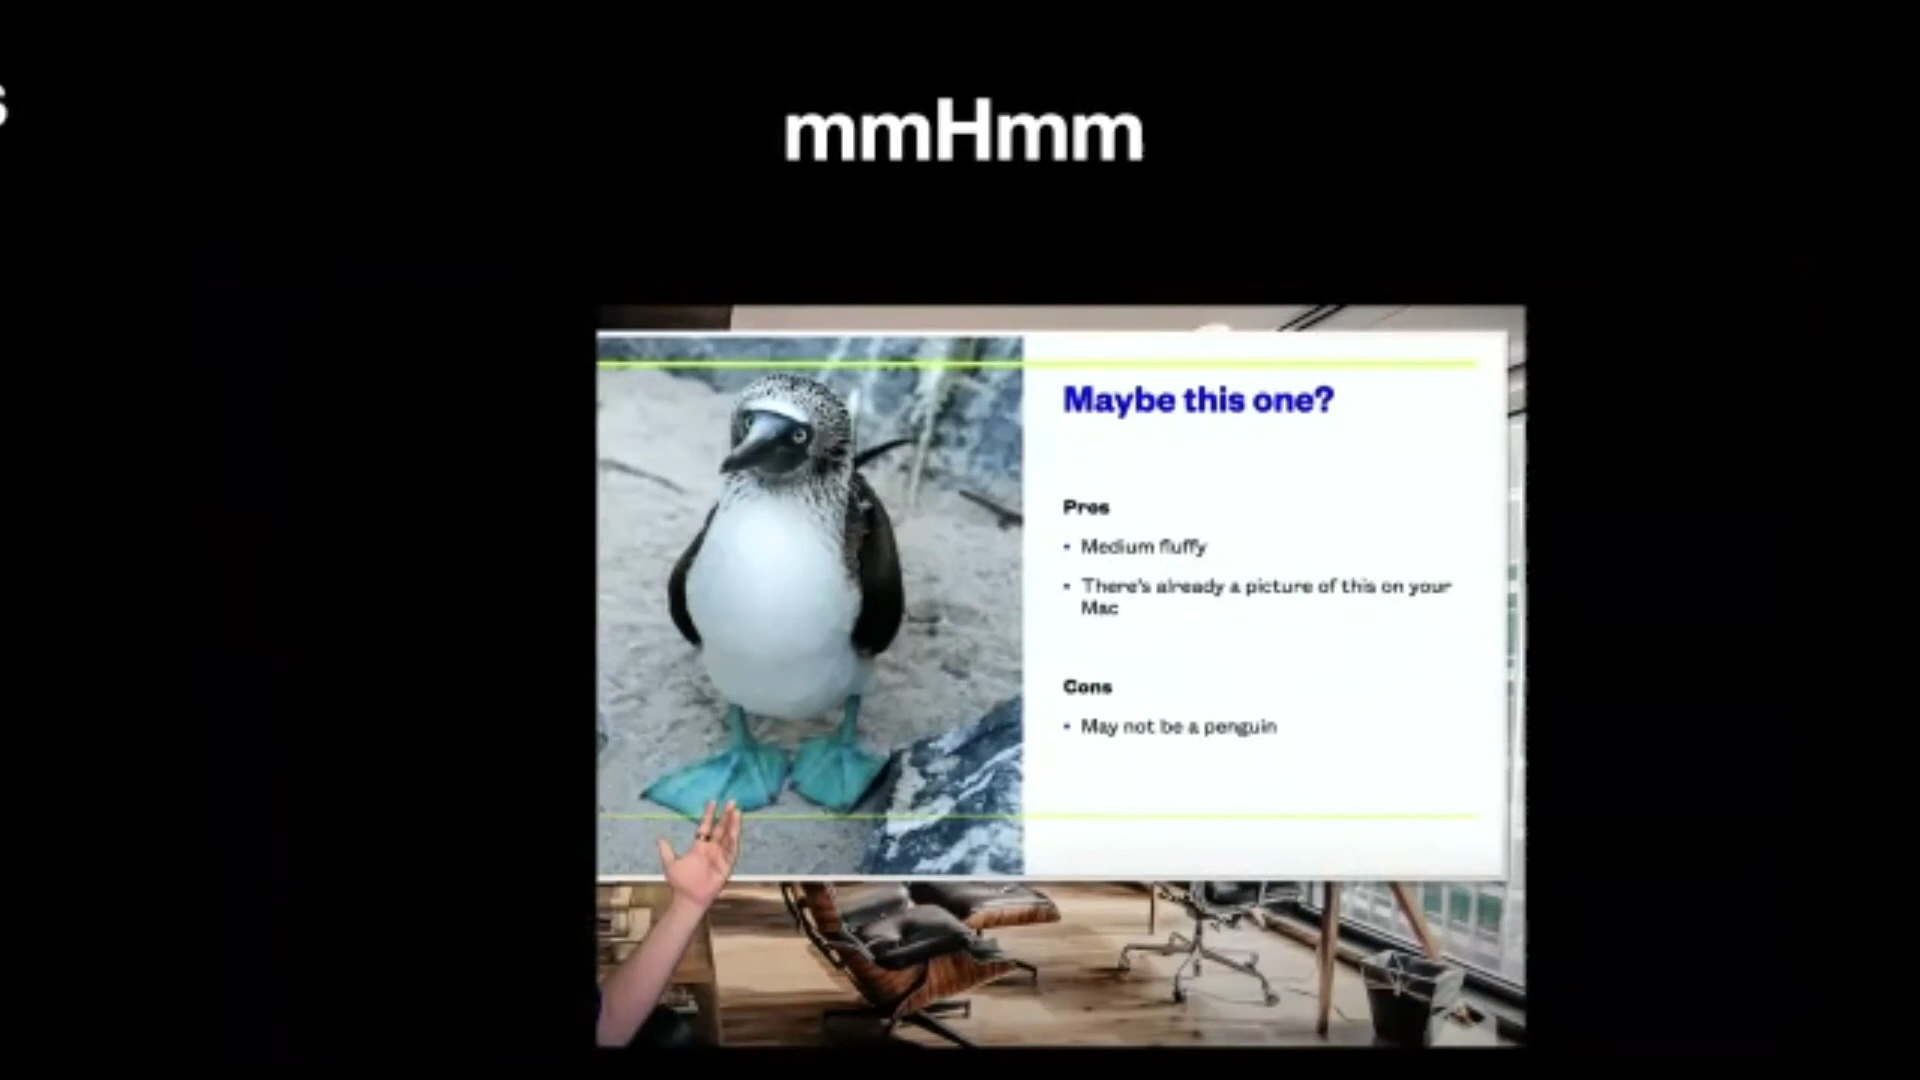 mmHmm
Maybe this one?
Pros
• Medium fluffy
• There's already a picture of this on your
Mac
Cons
• May not be a penguin